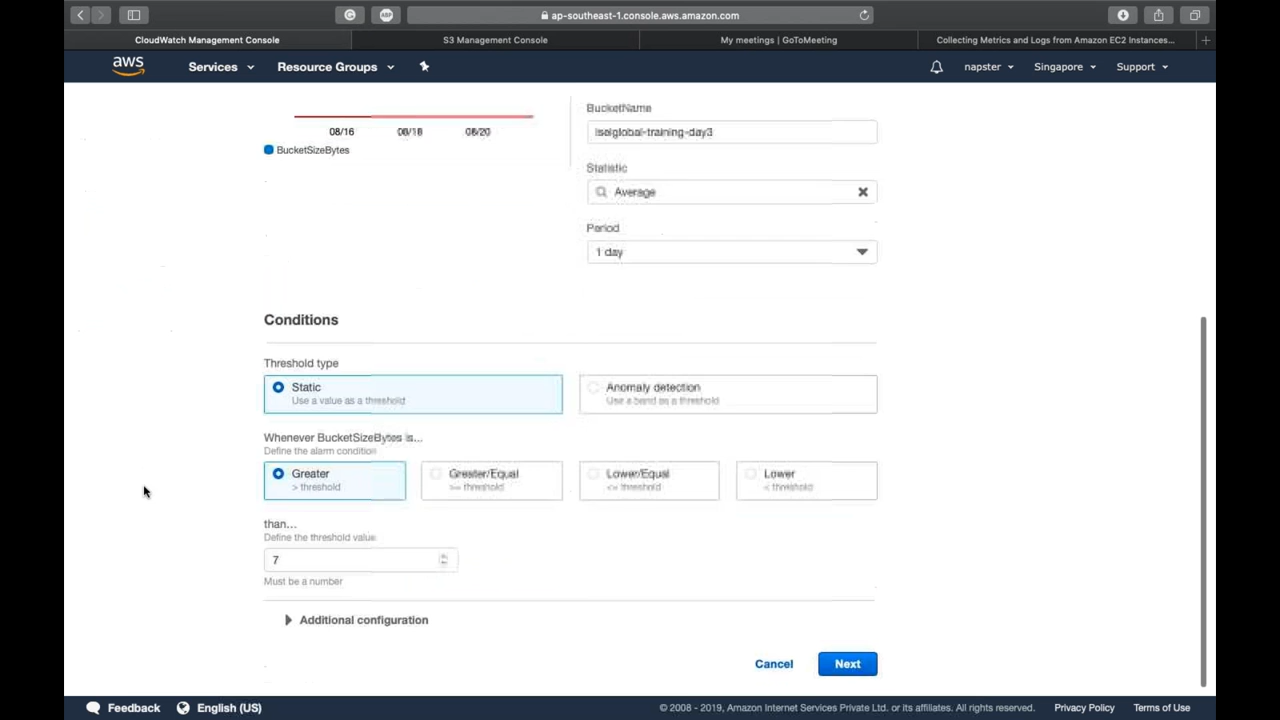 ap-southeast-1.console.aws.amazon.com
CloudWatch Management Console
S3 Management Console
My meetings | GoToMeeting
Collecting Metrics and Logs from Amazon EC2 Instances...
aws
Services
Resource Groups
napster
Singapore
Support
BucketName
08/16
08/18
08/20
lselglobal-training-day3
BucketSizeBytes
Statistic
Average
Period
1 day
Conditions
Threshold type
Static
Use a value as a threshold
Anomaly detection
Use a band as a threshold
Whenever BucketSizeBytes is...
Define the alarm condition
Greater
> threshold
Greater/Equal
>= threshold
Lower/Equal
<= threshold
Lower
< threshold
than...
Define the threshold value
7
Must be a number
Additional configuration
Cancel
Next
Feedback
English (US)
© 2008 - 2019, Amazon Internet Services Private Ltd. or its affiliates. All rights reserved.
Privacy Policy
Terms of Use